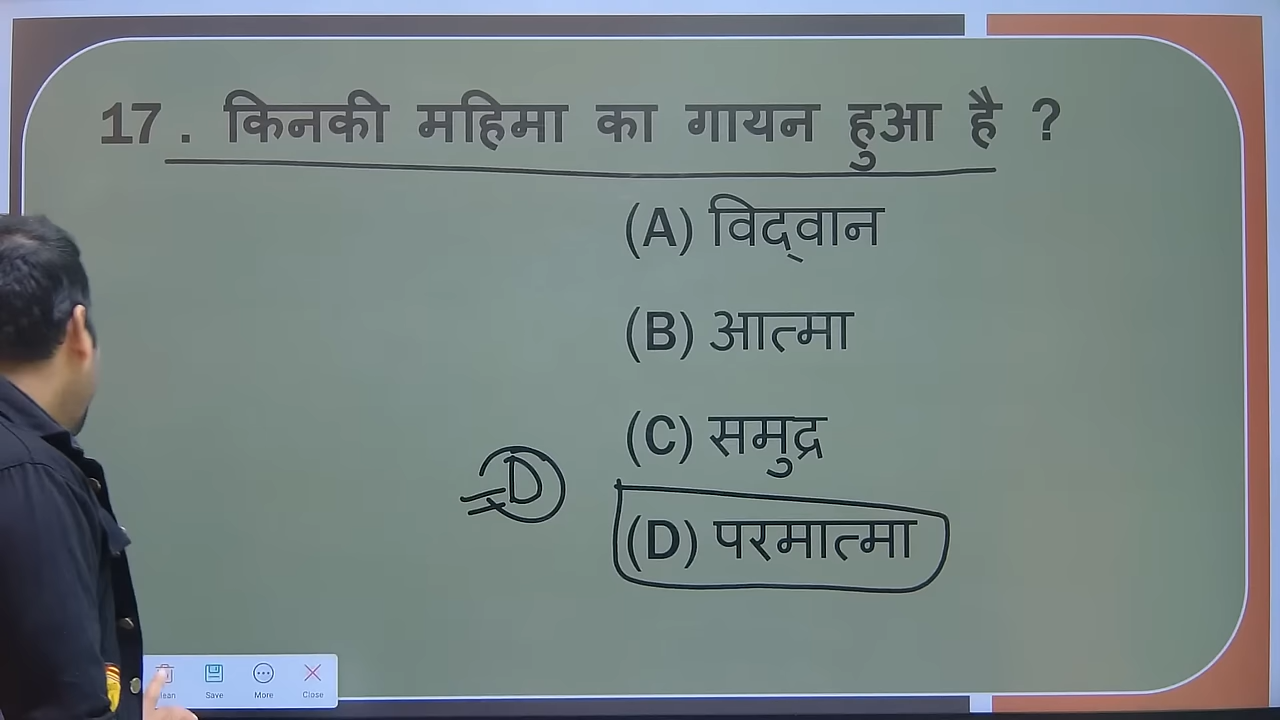 17. किनकी महिमा का गायन हुआ है ?
(A) विद्वान
(B) आत्मा
(C) समुद्र
D
(D) परमात्मा
Save More Close